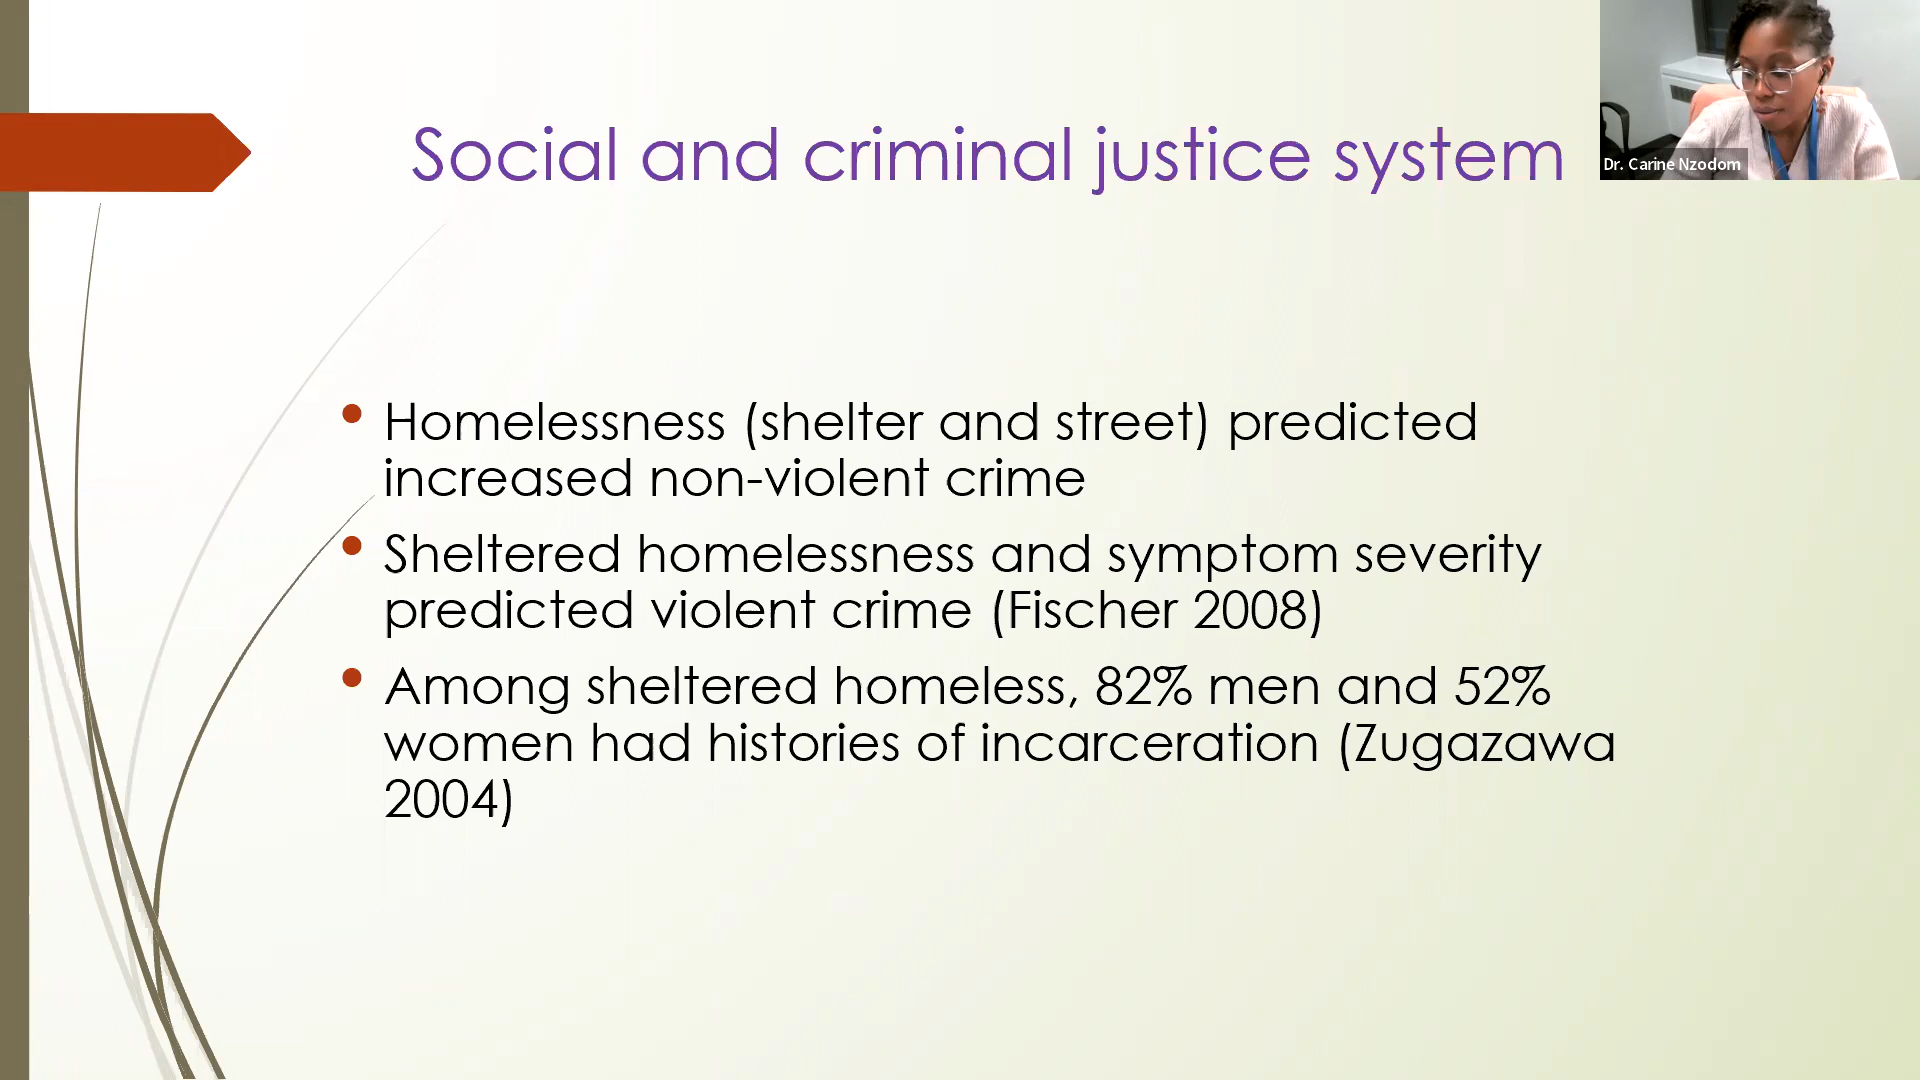 Social and criminal justice system
Dr. Carine Nzodom
• Homelessness (shelter and street) predicted
increased non-violent crime
• Sheltered homelessness and symptom severity
predicted violent crime (Fischer 2008)
• Among sheltered homeless, 82% men and 52%
women had histories of incarceration (Zugazawa
2004)